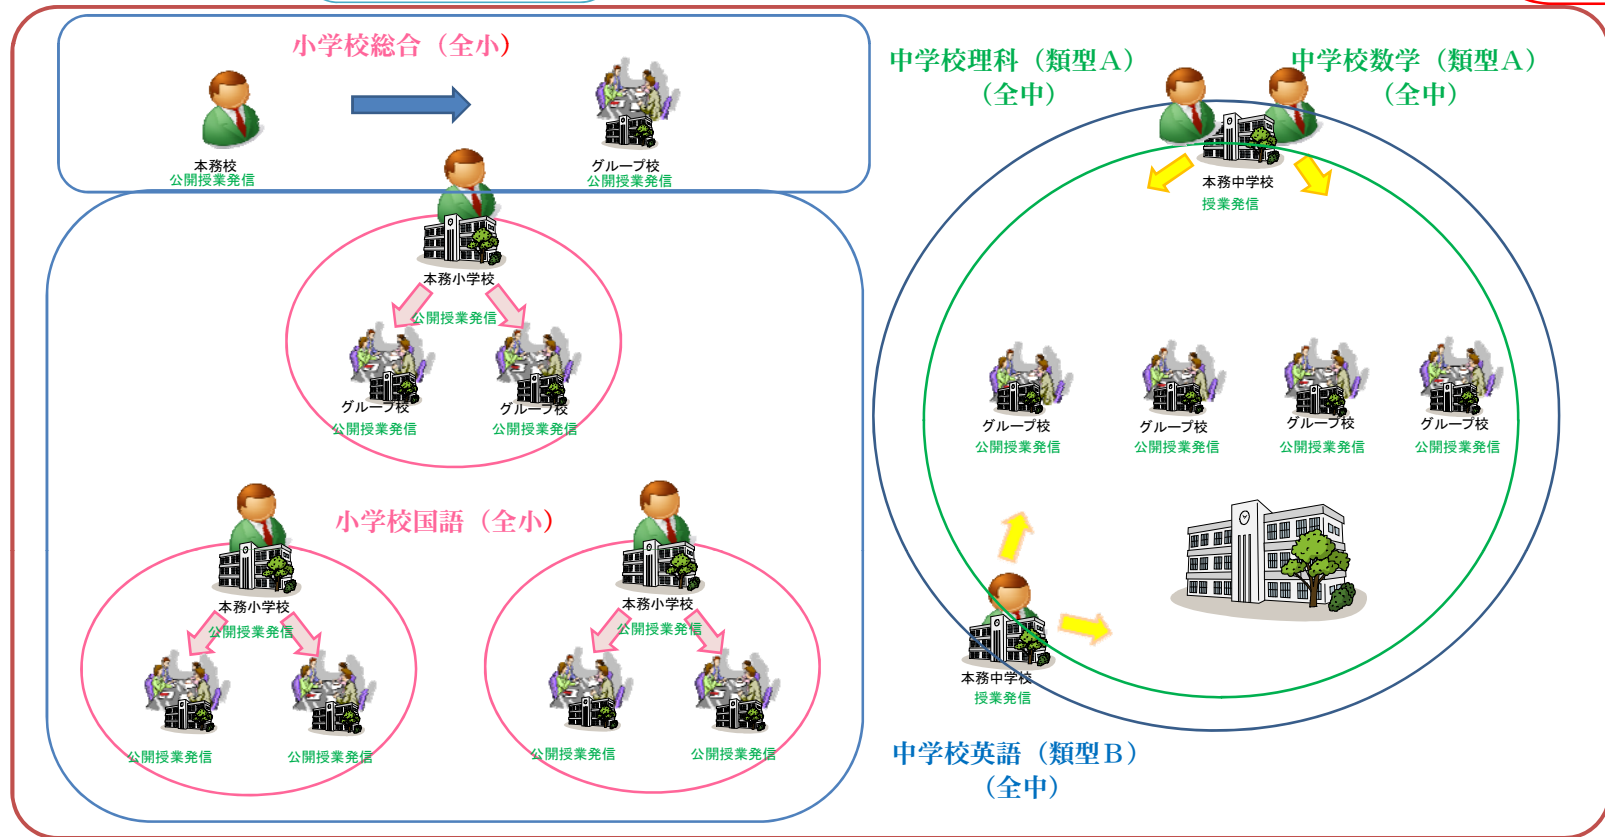 小学校総合（全小）
本務校
公開授業発信
グループ校
公開授業発信
本務小学校
公開授業発信
グループ校
公開授業発信
グループ校
公開授業発信
小学校国語（全小）
本務小学校
公開授業発信
公開授業発信
公開授業発信
本務小学校
公開授業発信
公開授業発信
公開授業発信
中学校理科（類型Ａ）
（全中）
中学校数学（類型Ａ）
（全中）
本務中学校
授業発信
グループ校
公開授業発信
グループ校
公開授業発信
グループ校
公開授業発信
グループ校
公開授業発信
本務中学校
授業発信
中学校英語（類型Ｂ）
（全中）